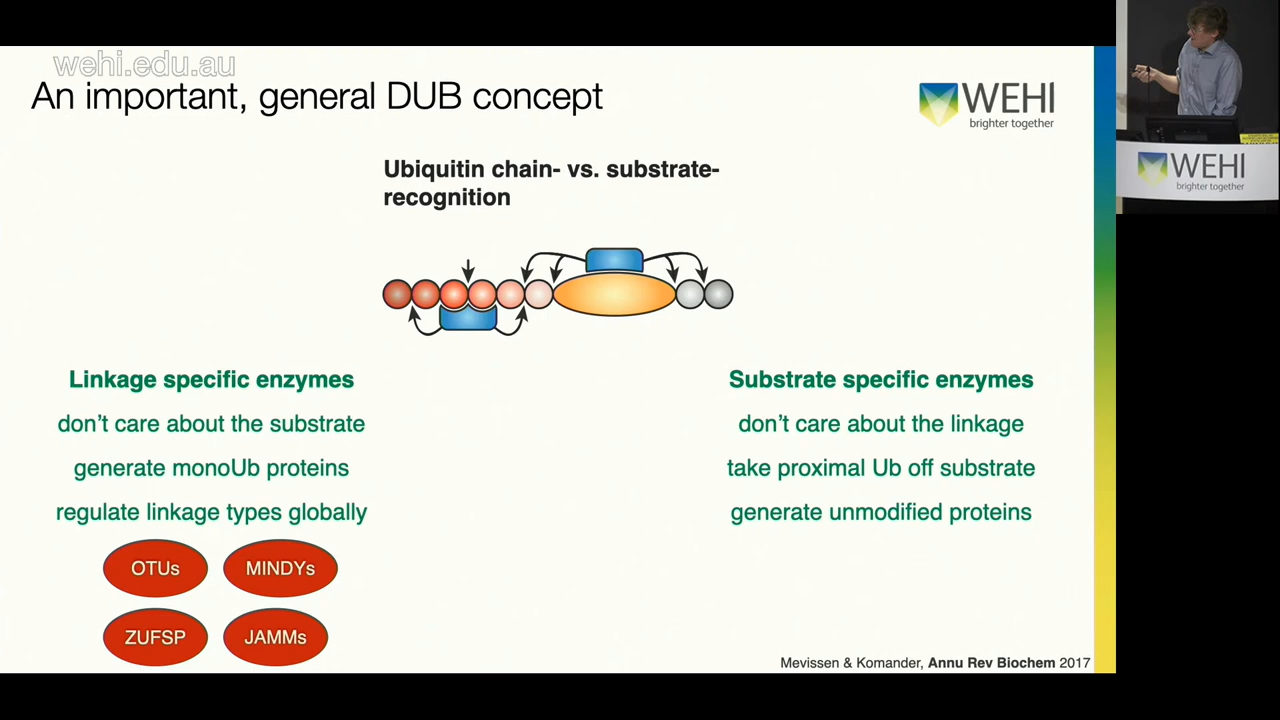 wehi.edu.au
An important, general DUB concept
WEHI
brighter together
Ubiquitin chain- vs. substrate-
recognition
Linkage specific enzymes
don't care about the substrate
generate monoUb proteins
regulate linkage types globally
OTUs
MINDYs
ZUFSP
JAMMs
Substrate specific enzymes
don't care about the linkage
take proximal Ub off substrate
generate unmodified proteins
Mevissen & Komander, Annu Rev Biochem 2017
WEHI
brighter together